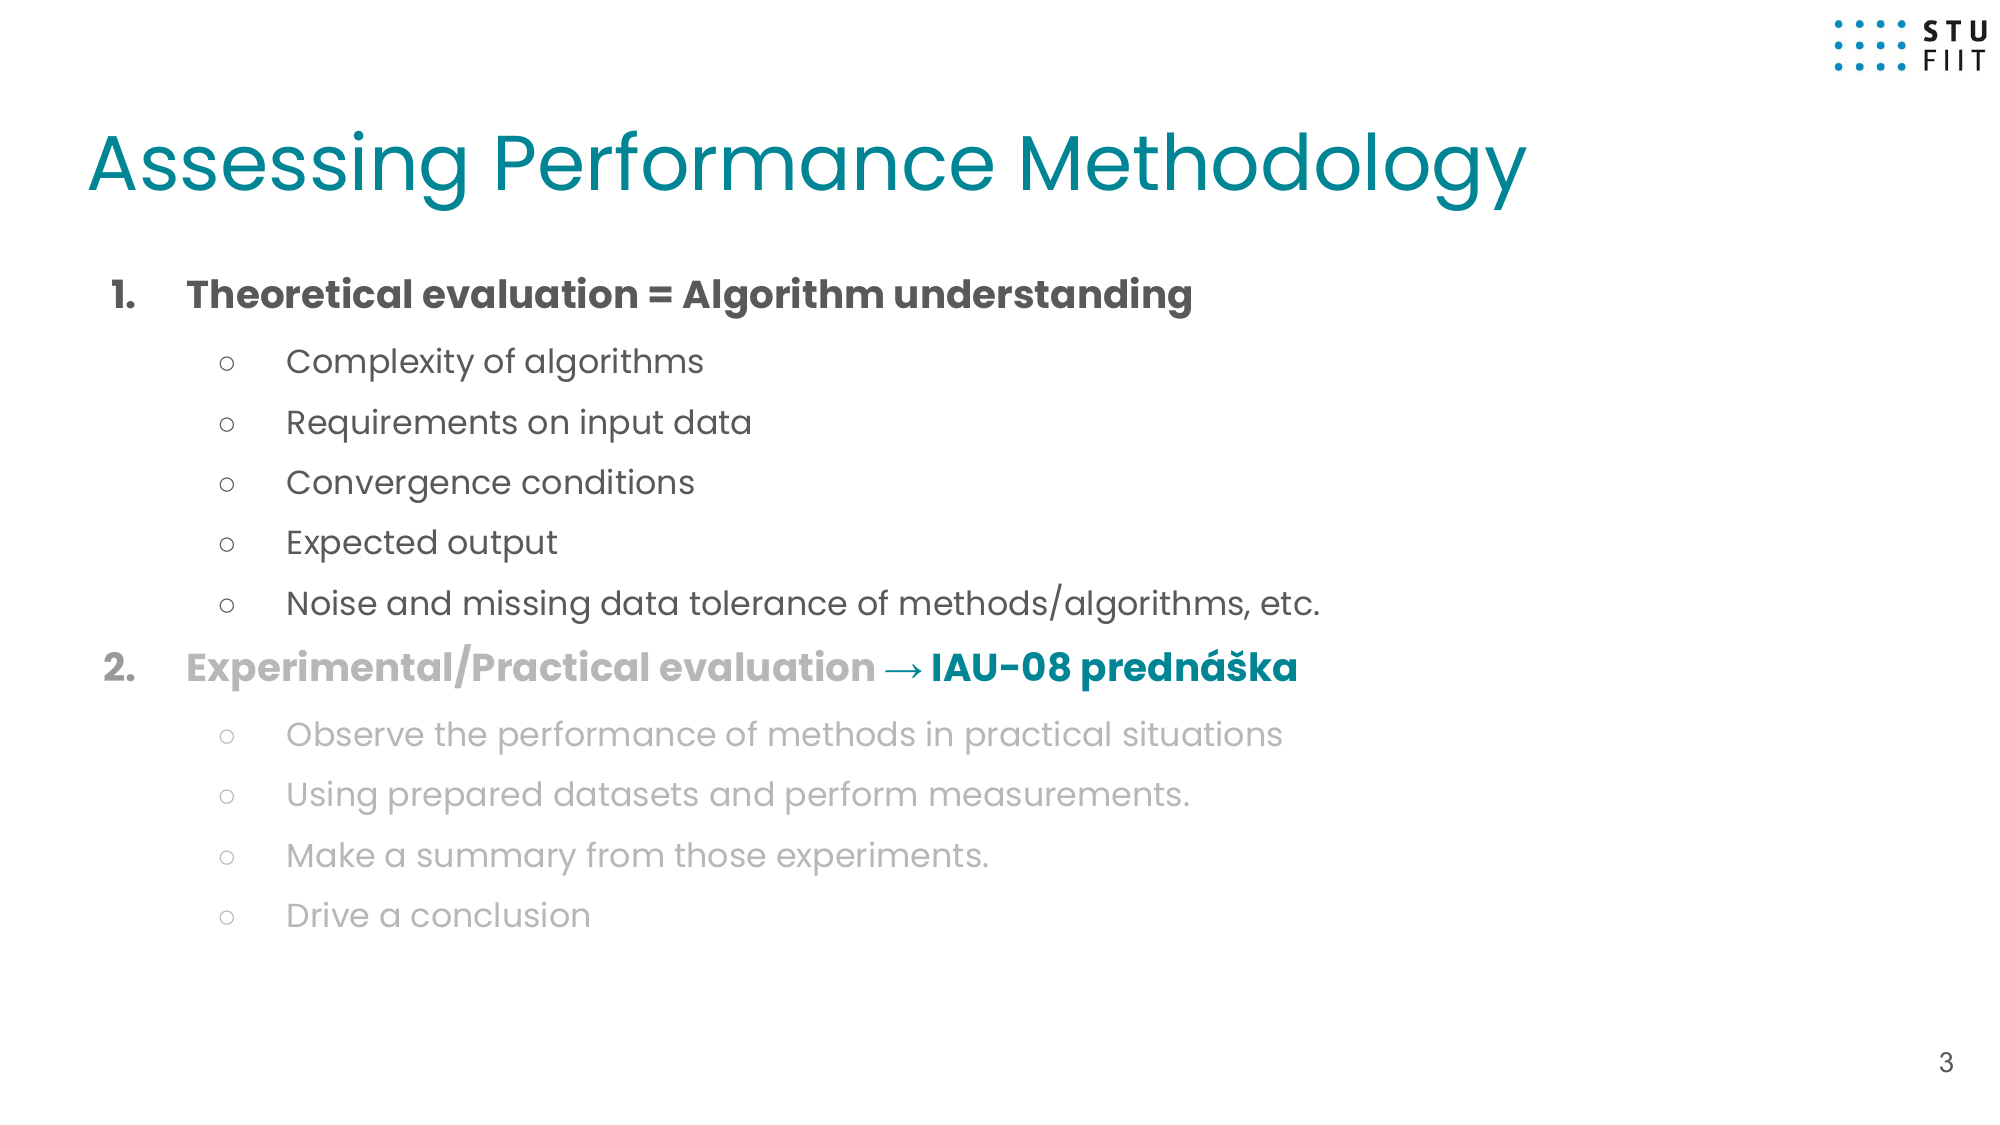 STU
FIIT
Assessing Performance Methodology
1. Theoretical evaluation = Algorithm understanding
○ Complexity of algorithms
○ Requirements on input data
○ Convergence conditions
○ Expected output
○ Noise and missing data tolerance of methods/algorithms, etc.
2. Experimental/Practical evaluation → IAU-08 prednáška
○ Observe the performance of methods in practical situations
○ Using prepared datasets and perform measurements.
○ Make a summary from those experiments.
○ Drive a conclusion
3